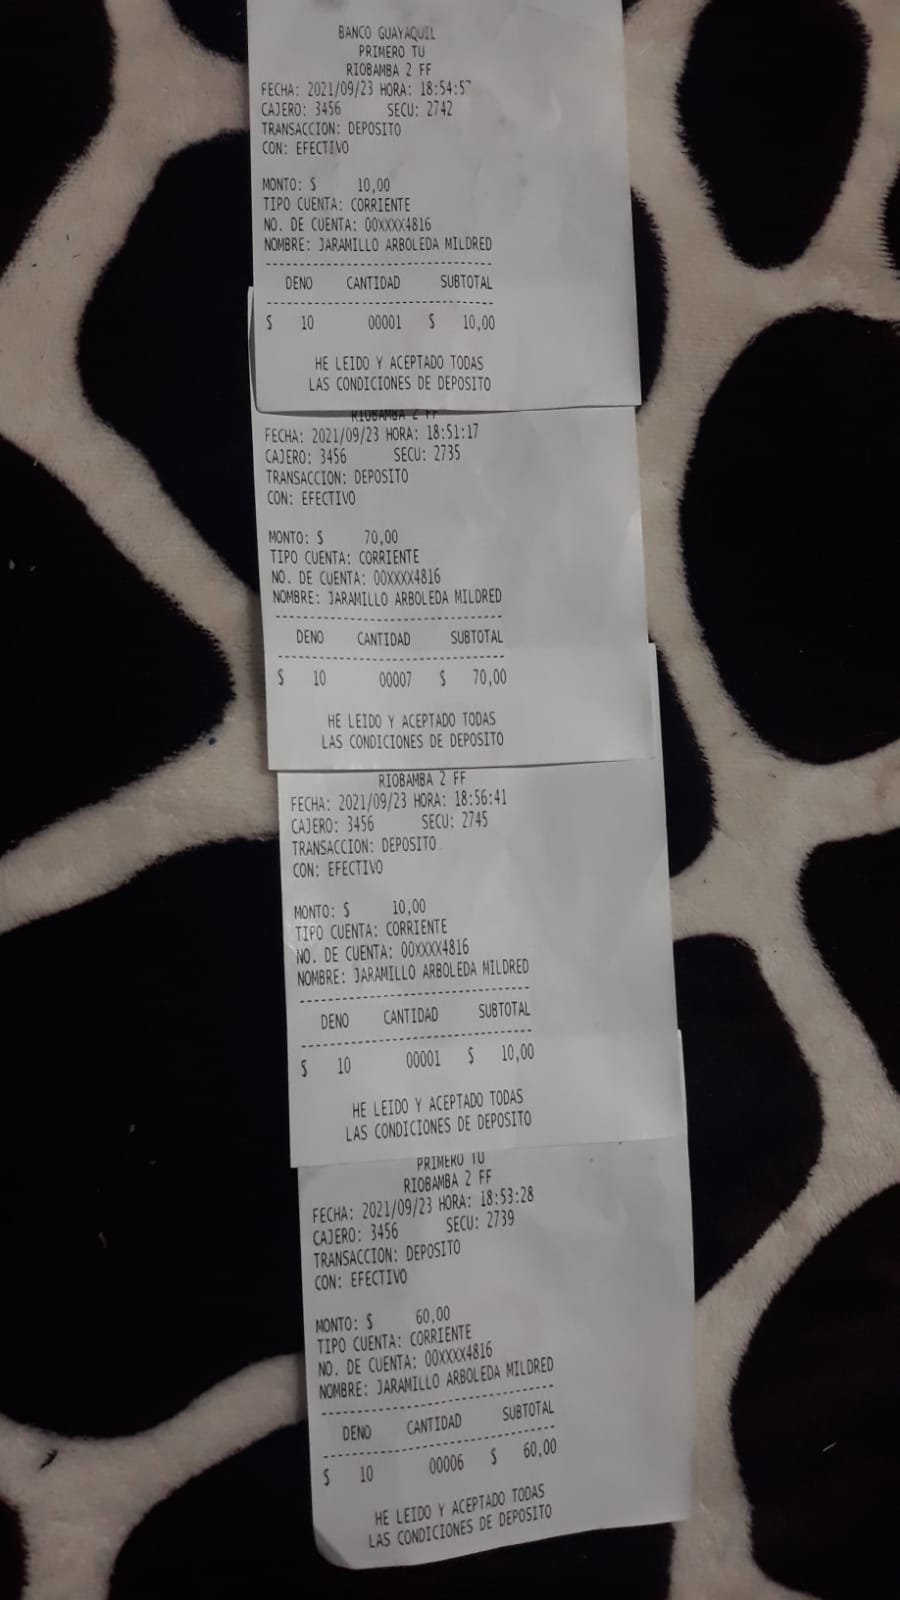 BANCO GUAYAQUIL
PRIMERO TU
RIOBAMBA 2 FF
FECHA: 2021/09/23 HORA: 18:54:57
CAJERO: 3456 SECU: 2742
TRANSACCION: DEPOSITO
CON: EFECTIVO
MONTO: $ 10,00
TIPO CUENTA: CORRIENTE
NO. DE CUENTA: 00XXXX4816
NOMBRE: JARAMILLO ARBOLEDA MILDRED
--------------------------------
DENO CANTIDAD SUBTOTAL
--------------------------------
$ 10 00001 $ 10,00
HE LEIDO Y ACEPTADO TODAS
LAS CONDICIONES DE DEPOSITO
RIOBAMBA 2 FF
FECHA: 2021/09/23 HORA: 18:51:17
CAJERO: 3456 SECU: 2735
TRANSACCION: DEPOSITO
CON: EFECTIVO
MONTO: $ 70,00
TIPO CUENTA: CORRIENTE
NO. DE CUENTA: 00XXXX4816
NOMBRE: JARAMILLO ARBOLEDA MILDRED
--------------------------------
DENO CANTIDAD SUBTOTAL
--------------------------------
$ 10 00007 $ 70,00
HE LEIDO Y ACEPTADO TODAS
LAS CONDICIONES DE DEPOSITO
RIOBAMBA 2 FF
FECHA: 2021/09/23 HORA: 18:56:41
CAJERO: 3456 SECU: 2745
TRANSACCION: DEPOSITO
CON: EFECTIVO
MONTO: $ 10,00
TIPO CUENTA: CORRIENTE
NO. DE CUENTA: 00XXXX4816
NOMBRE: JARAMILLO ARBOLEDA MILDRED
--------------------------------
DENO CANTIDAD SUBTOTAL
--------------------------------
$ 10 00001 $ 10,00
HE LEIDO Y ACEPTADO TODAS
LAS CONDICIONES DE DEPOSITO
PRIMERO TU
RIOBAMBA 2 FF
FECHA: 2021/09/23 HORA: 18:53:28
CAJERO: 3456 SECU: 2739
TRANSACCION: DEPOSITO
CON: EFECTIVO
MONTO: $ 60,00
TIPO CUENTA: CORRIENTE
NO. DE CUENTA: 00XXXX4816
NOMBRE: JARAMILLO ARBOLEDA MILDRED
--------------------------------
DENO CANTIDAD SUBTOTAL
--------------------------------
$ 10 00006 $ 60,00
HE LEIDO Y ACEPTADO TODAS
LAS CONDICIONES DE DEPOSITO